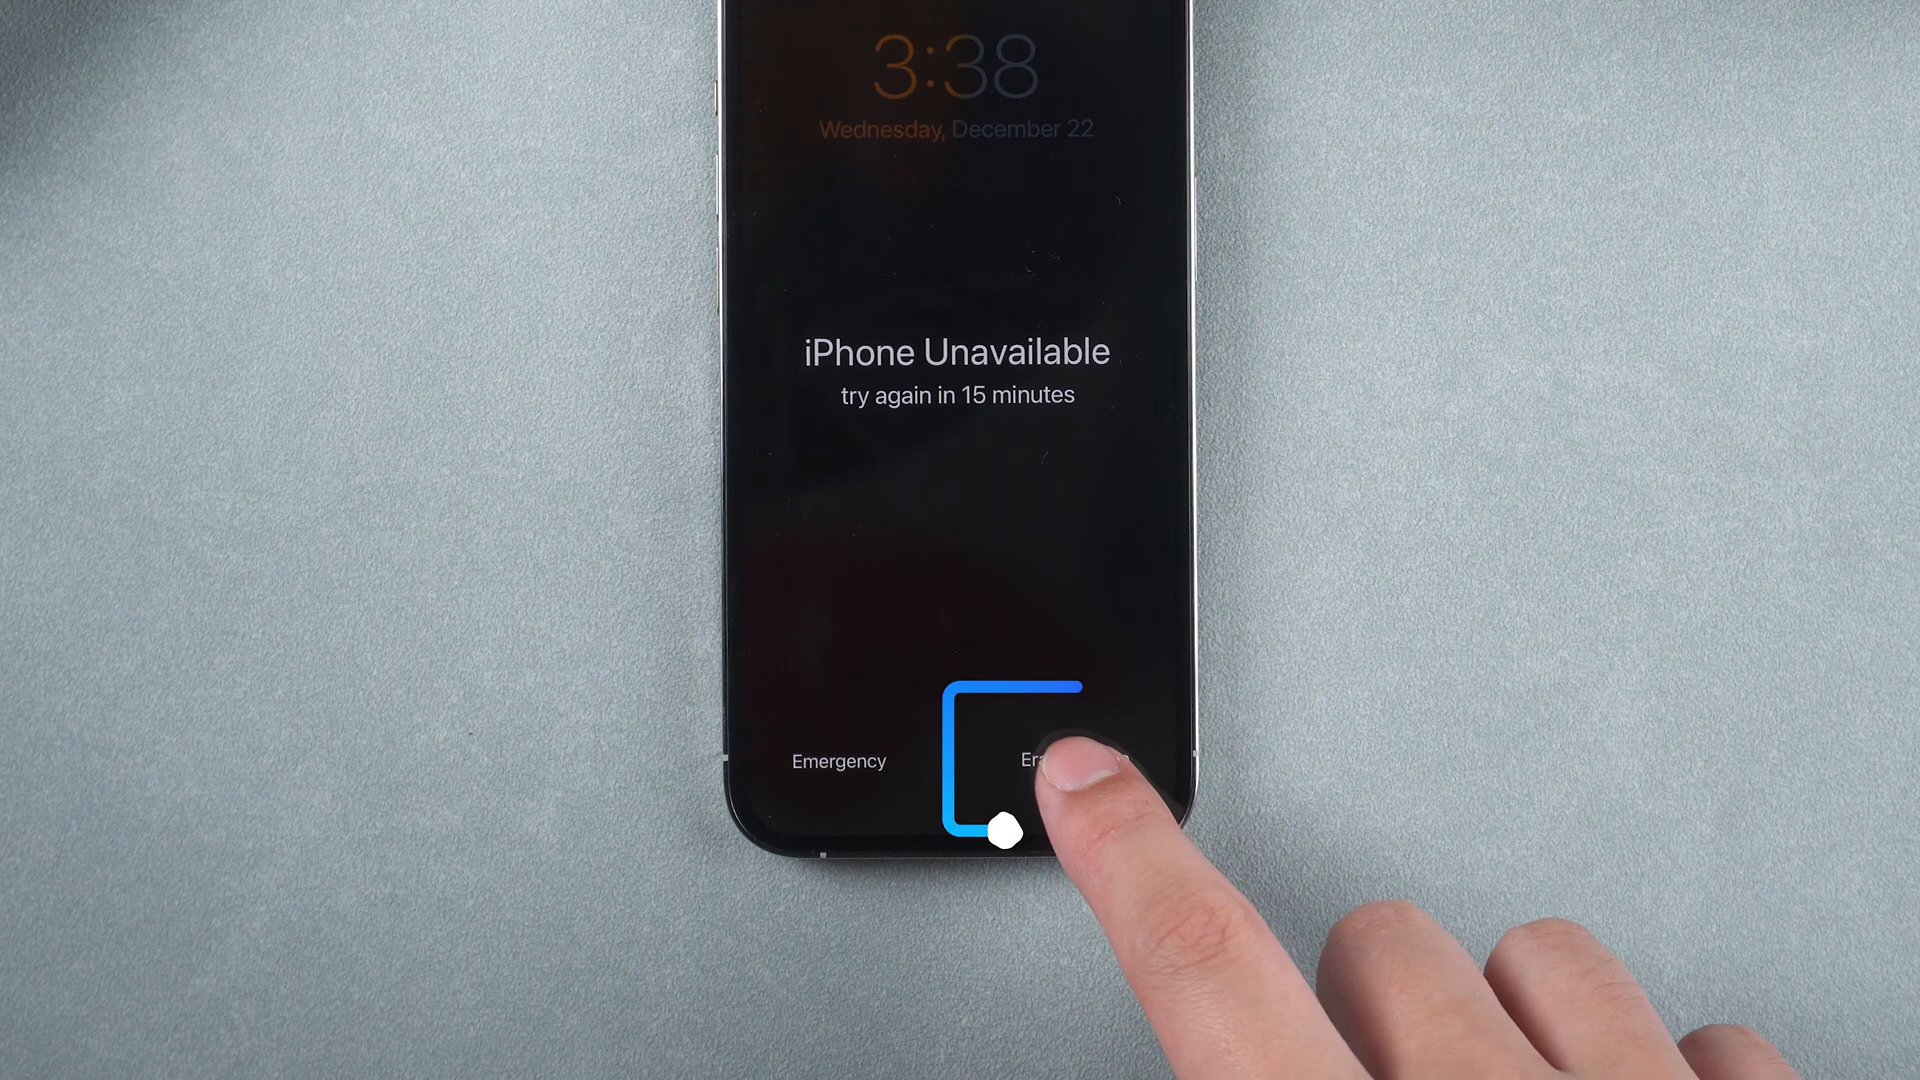 3:38
Wednesday, December 22
iPhone Unavailable
try again in 15 minutes
Emergency